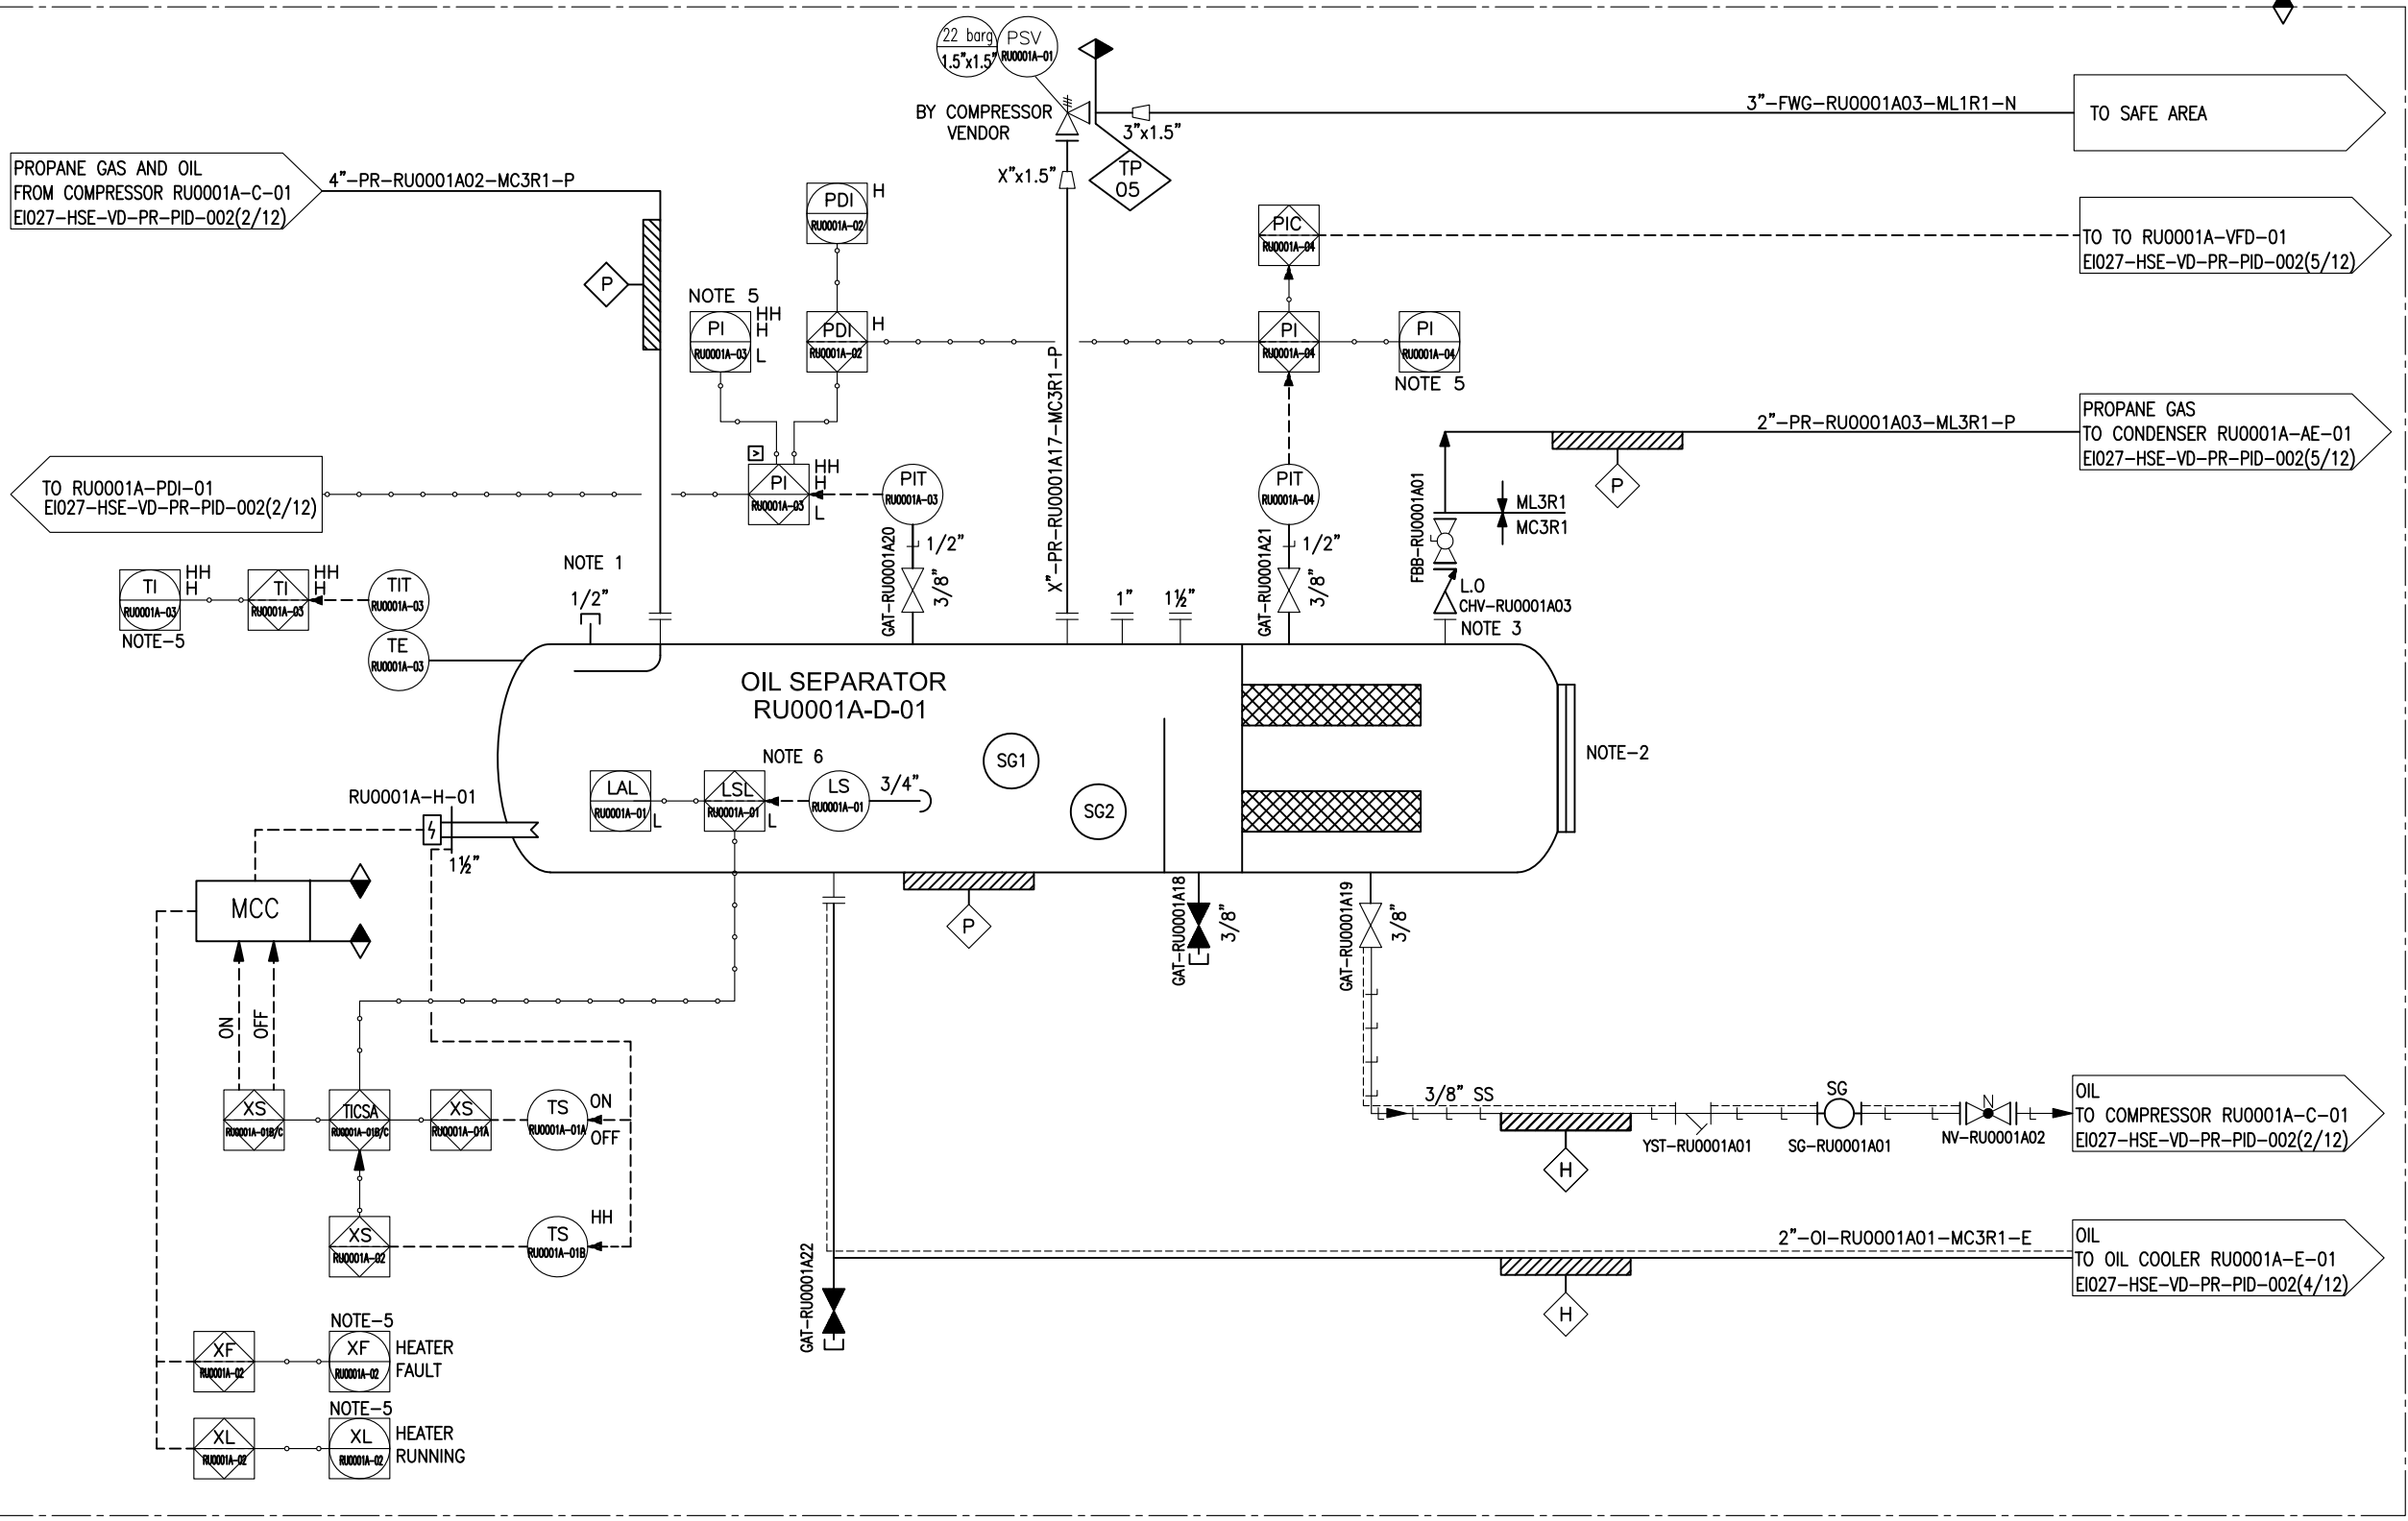 22 barg
1.5"x1.5"
PSV
RU0001A-01
BY COMPRESSOR
VENDOR
3"x1.5"
TP
05
X"x1.5"
3"-FWG-RU0001A03-ML1R1-N
TO SAFE AREA
PROPANE GAS AND OIL
FROM COMPRESSOR RU0001A-C-01
EI027-HSE-VD-PR-PID-002(2/12)
4"-PR-RU0001A02-MC3R1-P
P
PDI
RU0001A-02
H
PIC
RU0001A-04
TO TO RU0001A-VFD-01
EI027-HSE-VD-PR-PID-002(5/12)
NOTE 5
PI
RU0001A-03
HH
H
L
PDI
RU0001A-02
H
PI
RU0001A-04
PI
RU0001A-04
NOTE 5
X"-PR-RU0001A17-MC3R1-P
2"-PR-RU0001A03-ML3R1-P
PROPANE GAS
TO CONDENSER RU0001A-AE-01
EI027-HSE-VD-PR-PID-002(5/12)
P
TO RU0001A-PDI-01
EI027-HSE-VD-PR-PID-002(2/12)
>
PI
RU0001A-03
HH
H
L
PIT
RU0001A-03
PIT
RU0001A-04
ML3R1
MC3R1
FBB-RU0001A01
L.O
CHV-RU0001A03
NOTE 3
GAT-RU0001A20
1/2"
3/8"
GAT-RU0001A21
1/2"
3/8"
NOTE 1
1/2"
1"
1½"
TI
RU0001A-03
HH
H
NOTE-5
TI
RU0001A-03
HH
H
TIT
RU0001A-03
TE
RU0001A-03
OIL SEPARATOR
RU0001A-D-01
NOTE 6
LAL
RU0001A-01
L
LSL
RU0001A-01
L
LS
RU0001A-01
3/4"
SG1
SG2
NOTE-2
RU0001A-H-01
1½"
MCC
P
GAT-RU0001A18
3/8"
GAT-RU0001A19
3/8"
ON
OFF
XS
RU0001A-01B/C
TICSA
RU0001A-01B/C
XS
RU0001A-01A
TS
RU0001A-01A
ON
OFF
XS
RU0001A-02
TS
RU0001A-01B
HH
3/8" SS
H
YST-RU0001A01
SG
SG-RU0001A01
N
NV-RU0001A02
OIL
TO COMPRESSOR RU0001A-C-01
EI027-HSE-VD-PR-PID-002(2/12)
2"-OI-RU0001A01-MC3R1-E
H
OIL
TO OIL COOLER RU0001A-E-01
EI027-HSE-VD-PR-PID-002(4/12)
GAT-RU0001A22
XF
RU0001A-02
NOTE-5
XF
RU0001A-02
HEATER
FAULT
XL
RU0001A-02
NOTE-5
XL
RU0001A-02
HEATER
RUNNING